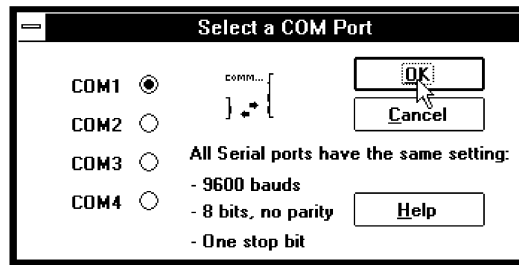 Select a COM Port
COM1
COM2
COM3
COM4
COMM...
OK
Cancel
All Serial ports have the same setting:
- 9600 bauds
- 8 bits, no parity
- One stop bit
Help